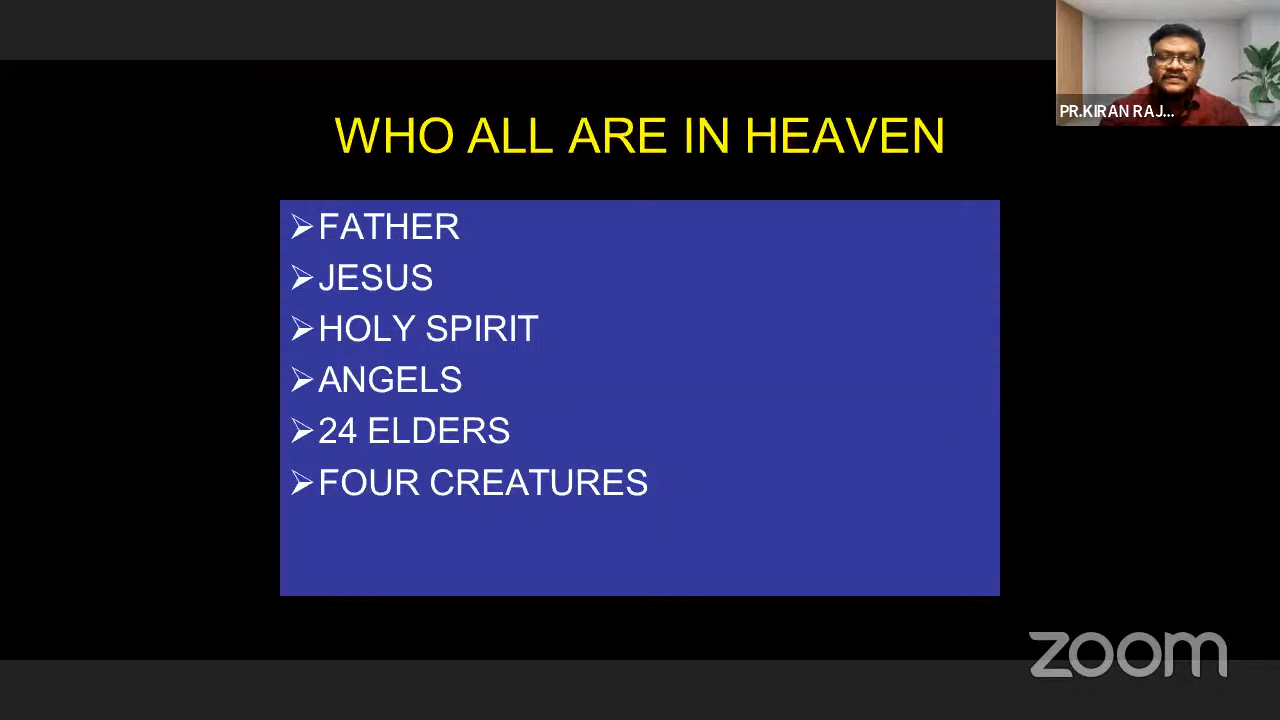 WHO ALL ARE IN HEAVEN
➢FATHER
➢JESUS
➢HOLY SPIRIT
➢ANGELS
➢24 ELDERS
➢FOUR CREATURES
PR.KIRAN RAJ...
zoom